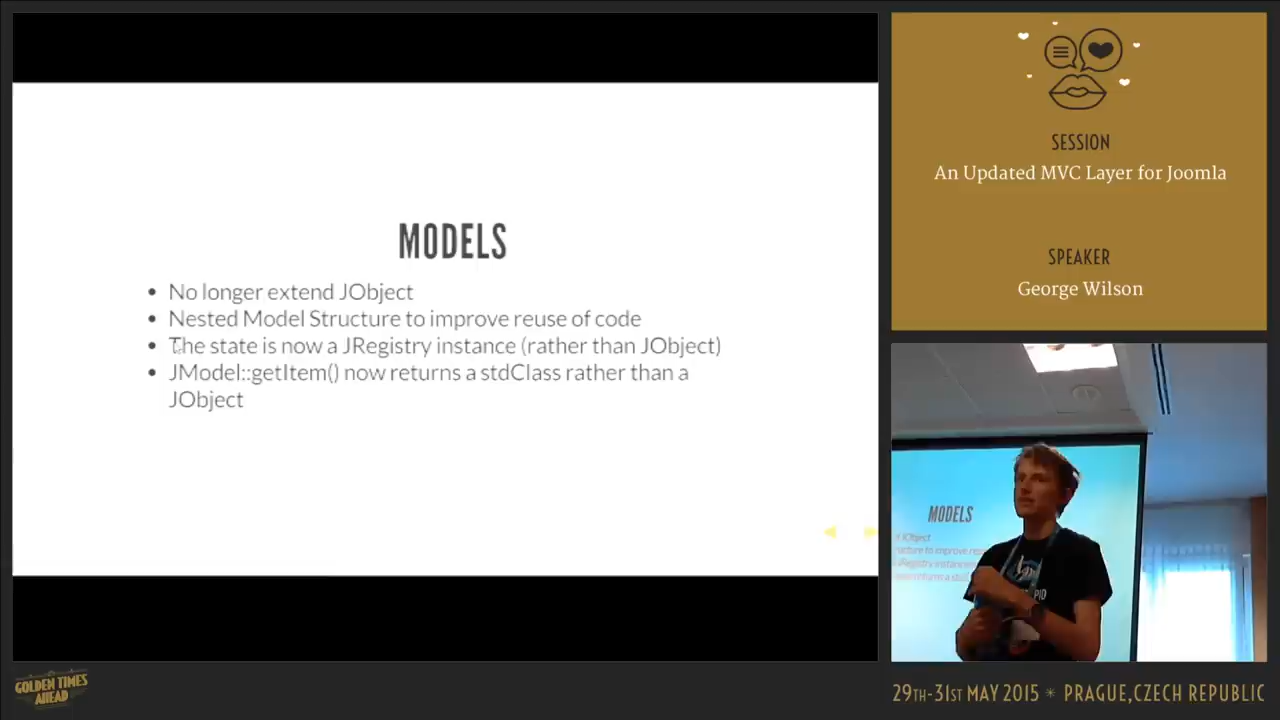 MODELS
No longer extend JObject
Nested Model Structure to improve reuse of code
The state is now a JRegistry instance (rather than JObject)
JModel::getItem() now returns a stdClass rather than a
JObject
SESSION
An Updated MVC Layer for Joomla
SPEAKER
George Wilson
MODELS
JObject
GOLDEN TIMES
AHEAD
29TH-31ST MAY 2015 * PRAGUE, CZECH REPUBLIC